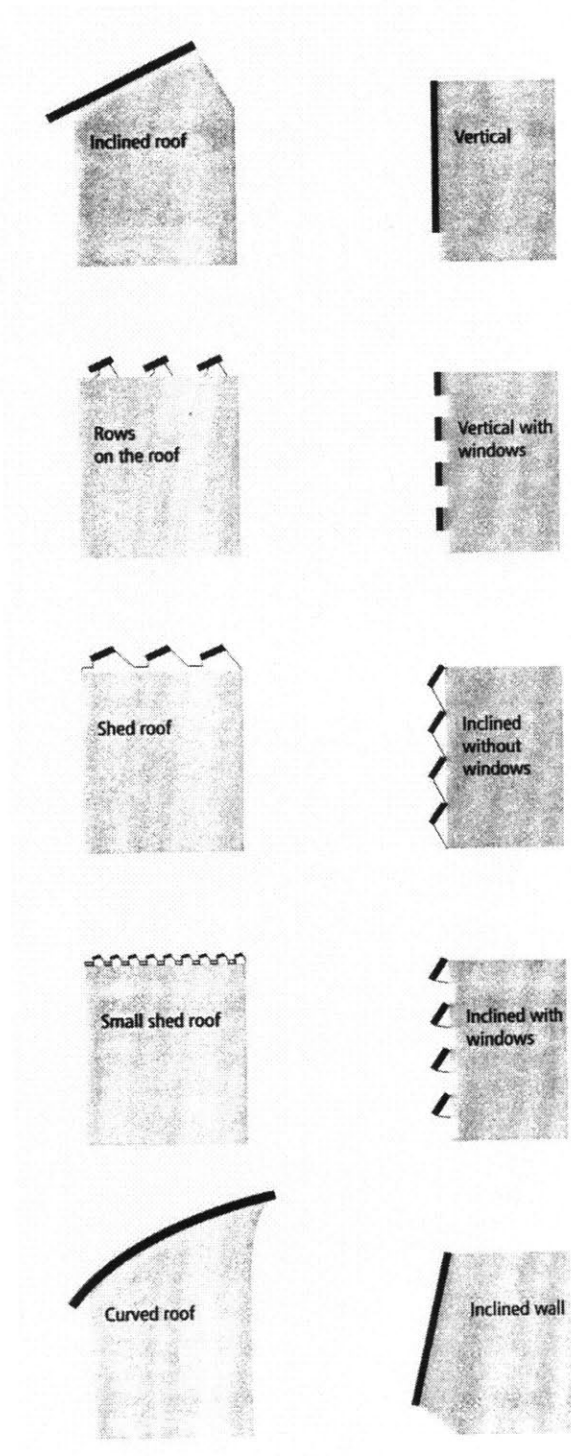 Inclined roof
Vertical
Rows
on the roof
Vertical with
windows
Shed roof
Inclined
without
windows
Small shed roof
Inclined with
windows
Curved roof
Inclined wall